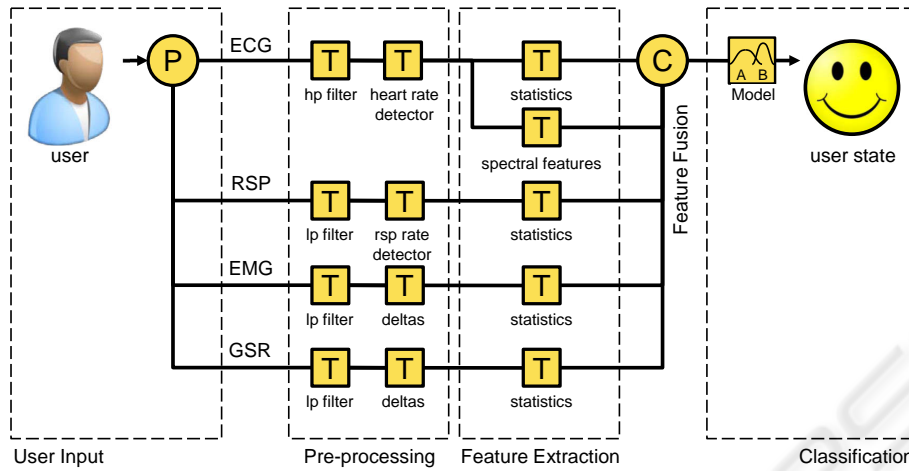 ECG
P
T
T
T
C
A B
Model
hp filter
heart rate
detector
statistics
T
user
user state
spectral features
Feature Fusion
RSP
T
T
T
lp filter
rsp rate
detector
statistics
EMG
T
T
T
lp filter
deltas
statistics
GSR
T
T
T
lp filter
deltas
statistics
User Input
Pre-processing
Feature Extraction
Classification